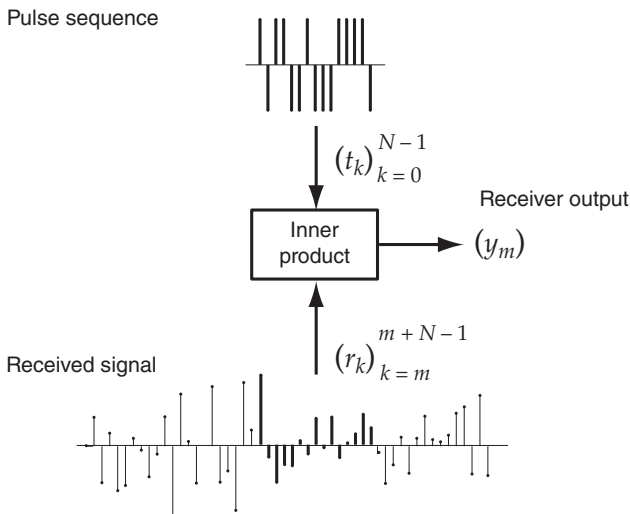 Pulse sequence
(t_k)_{k = 0}^{N – 1}
Receiver output
Inner
product
(y_m)
(r_k)_{k = m}^{m + N – 1}
Received signal